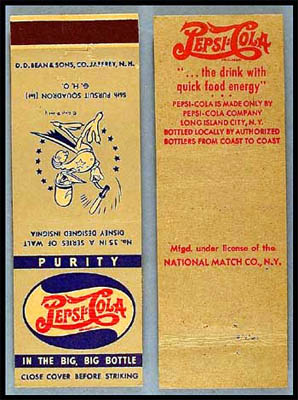 D. D. BEAN & SONS, CO., JAFFREY, N. H.
56th PURSUIT SQUADRON (Int)
G. H. Q.
No. 35 IN A SERIES OF WALT
DISNEY DESIGNED INSIGNIA
PURITY
PEPSI-COLA
IN THE BIG, BIG BOTTLE
CLOSE COVER BEFORE STRIKING
PEPSI-COLA
"... the drink with
quick food energy"
PEPSI-COLA IS MADE ONLY BY
PEPSI-COLA COMPANY
LONG ISLAND CITY, N. Y.
BOTTLED LOCALLY BY AUTHORIZED
BOTTLERS FROM COAST TO COAST
Mfgd. under license of the
NATIONAL MATCH CO., N.Y.